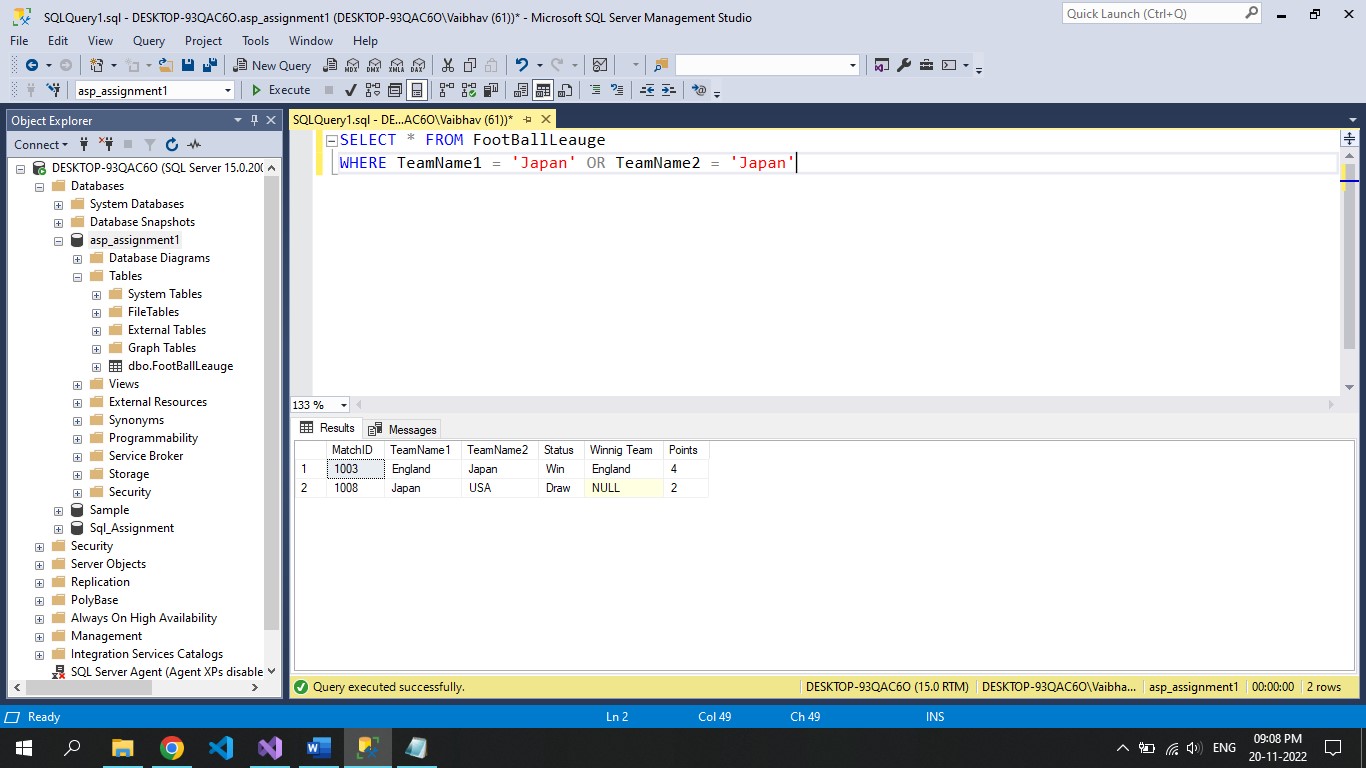 SQLQuery1.sql - DESKTOP-93QAC6O.asp_assignment1 (DESKTOP-93QAC6O\Vaibhav (61))* - Microsoft SQL Server Management Studio
Quick Launch (Ctrl+Q)
File Edit View Query Project Tools Window Help
New Query
MDX DMX XMLA DAX
asp_assignment1
Execute
Object Explorer
Connect
DESKTOP-93QAC6O (SQL Server 15.0.200
Databases
System Databases
Database Snapshots
asp_assignment1
Database Diagrams
Tables
System Tables
FileTables
External Tables
Graph Tables
dbo.FootBallLeauge
Views
External Resources
Synonyms
Programmability
Service Broker
Storage
Security
Sample
Sql_Assignment
Security
Server Objects
Replication
PolyBase
Always On High Availability
Management
Integration Services Catalogs
SQL Server Agent (Agent XPs disable
SQLQuery1.sql - DE...AC6O\Vaibhav (61))*
SELECT * FROM FootBallLeauge
WHERE TeamName1 = 'Japan' OR TeamName2 = 'Japan'
133 %
Results Messages
MatchID TeamName1 TeamName2 Status Winnig Team Points
1 1003 England Japan Win England 4
2 1008 Japan USA Draw NULL 2
Query executed successfully.
DESKTOP-93QAC6O (15.0 RTM) DESKTOP-93QAC6O\Vaibha... asp_assignment1 00:00:00 2 rows
Ready Ln 2 Col 49 Ch 49 INS
ENG
09:08 PM
20-11-2022